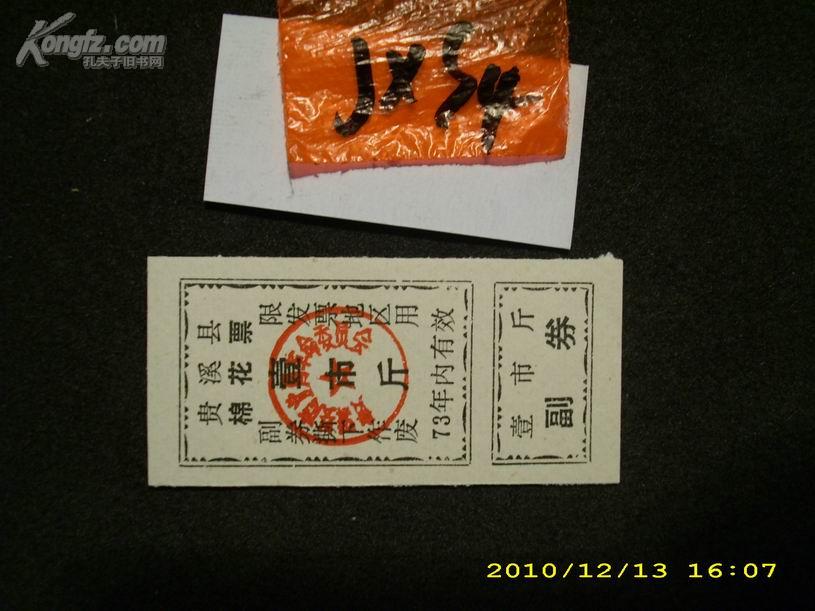 Kongfz.com
孔夫子旧书网
JX54
贵溪县
棉花票
限发票地区用
壹市斤
副券撕下作废
73年内有效
壹市斤
副券
2010/12/13 16:07